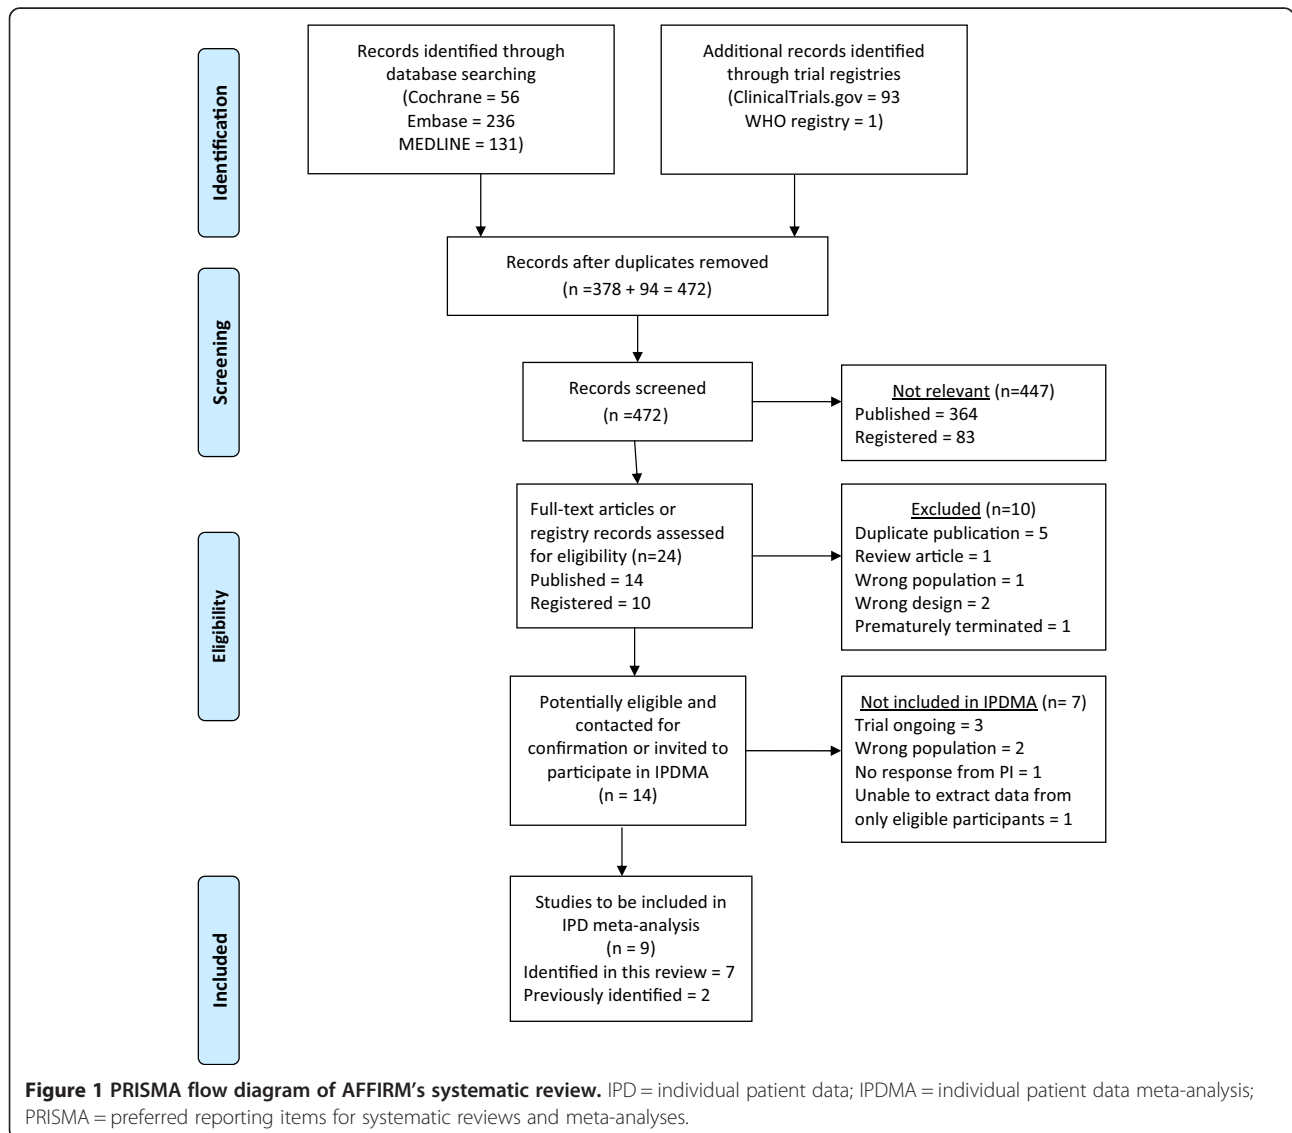 Identification
Records identified through
database searching
(Cochrane = 56
Embase = 236
MEDLINE = 131)
Additional records identified
through trial registries
(ClinicalTrials.gov = 93
WHO registry = 1)
Records after duplicates removed
(n =378 + 94 = 472)
Screening
Records screened
(n =472)
Not relevant (n=447)
Published = 364
Registered = 83
Eligibility
Full-text articles or
registry records assessed
for eligibility (n=24)
Published = 14
Registered = 10
Excluded (n=10)
Duplicate publication = 5
Review article = 1
Wrong population = 1
Wrong design = 2
Prematurely terminated = 1
Potentially eligible and
contacted for
confirmation or invited to
participate in IPDMA
(n = 14)
Not included in IPDMA (n= 7)
Trial ongoing = 3
Wrong population = 2
No response from PI = 1
Unable to extract data from
only eligible participants = 1
Included
Studies to be included in
IPD meta-analysis
(n = 9)
Identified in this review = 7
Previously identified = 2
Figure 1 PRISMA flow diagram of AFFIRM's systematic review. IPD = individual patient data; IPDMA = individual patient data meta-analysis;
PRISMA = preferred reporting items for systematic reviews and meta-analyses.